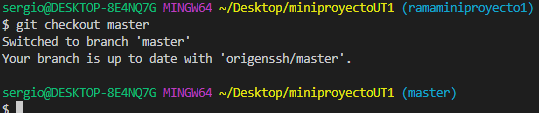 sergio@DESKTOP-8E4NQ7G MINGW64 ~/Desktop/miniproyectoUT1 (ramaminiproyecto1)
$ git checkout master
Switched to branch 'master'
Your branch is up to date with 'origenssh/master'.
sergio@DESKTOP-8E4NQ7G MINGW64 ~/Desktop/miniproyectoUT1 (master)
$